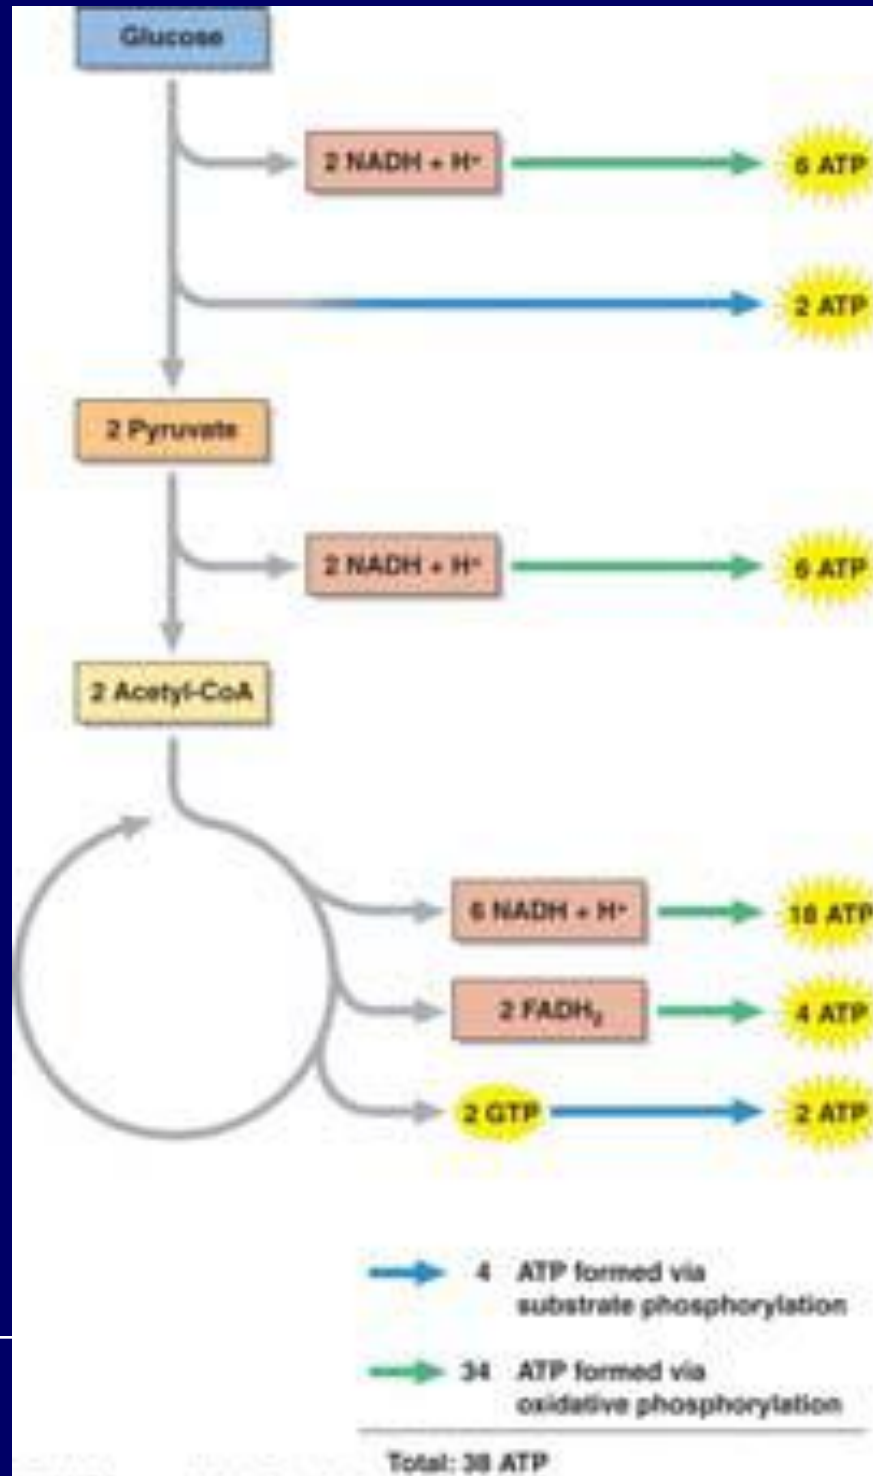 Glucose
2 NADH + H⁺
6 ATP
2 ATP
2 Pyruvate
2 NADH + H⁺
6 ATP
2 Acetyl-CoA
6 NADH + H⁺
18 ATP
2 FADH₂
4 ATP
2 GTP
2 ATP
4 ATP formed via
substrate phosphorylation
34 ATP formed via
oxidative phosphorylation
Total: 38 ATP